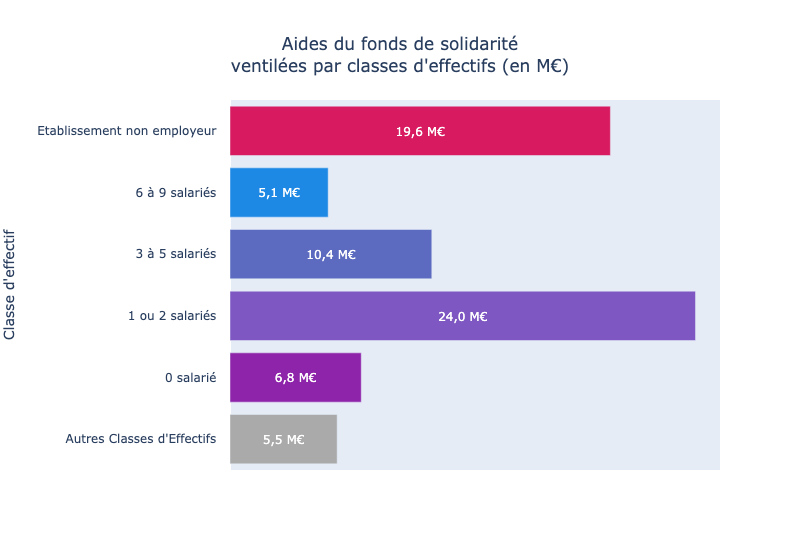 Aides du fonds de solidarité
ventilées par classes d'effectifs (en M€)
Classe d'effectif
Etablissement non employeur
19,6 M€
6 à 9 salariés
5,1 M€
3 à 5 salariés
10,4 M€
1 ou 2 salariés
24,0 M€
0 salarié
6,8 M€
Autres Classes d'Effectifs
5,5 M€